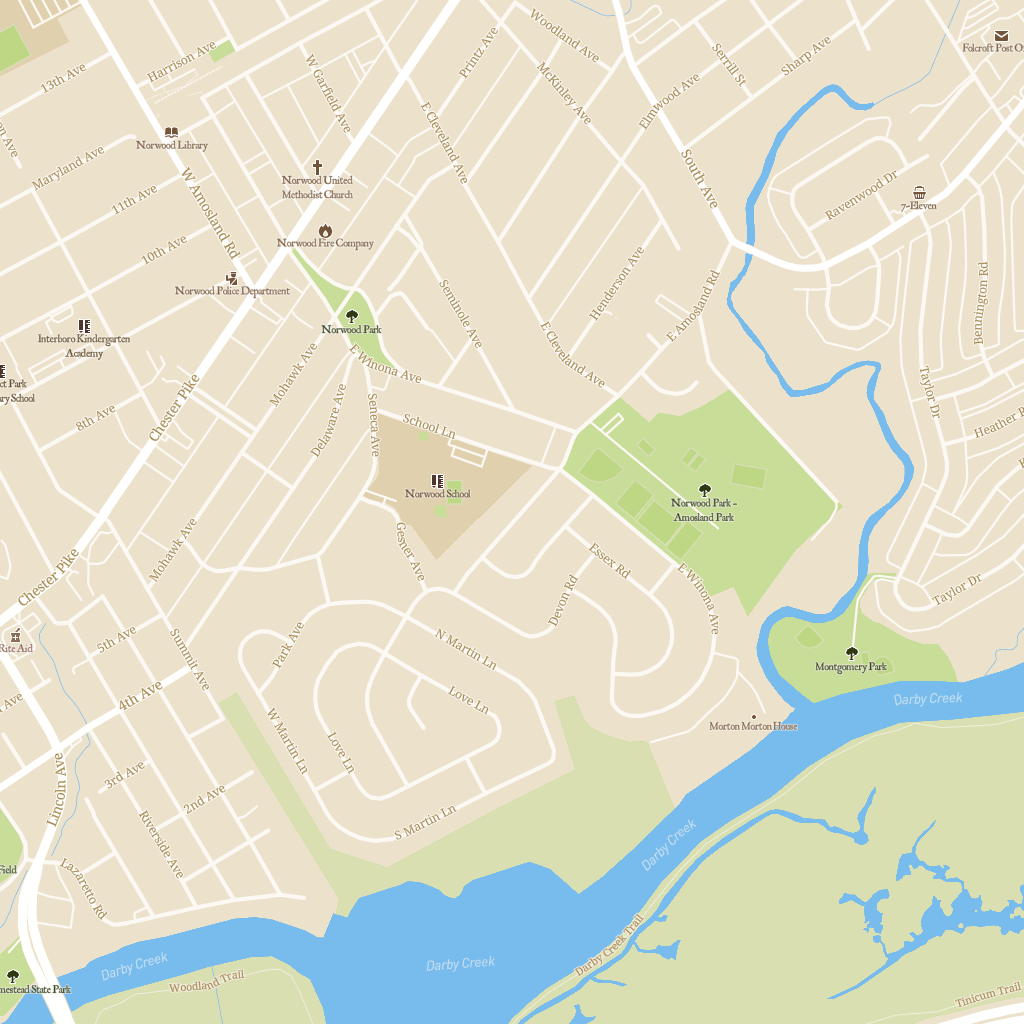 Woodland Ave
Folcroft Post O
Printz Ave
Serrill St
Sharp Ave
Harrison Ave
13th Ave
W Garfield Ave
McKinley Ave
Elmwood Ave
E Cleveland Ave
Norwood Library
Maryland Ave
South Ave
Norwood United
Methodist Church
11th Ave
W Amosland Rd
Ravenwood Dr
7-Eleven
10th Ave
Norwood Fire Company
Norwood Police Department
Bennington Rd
Henderson Ave
E Amosland Rd
Seminole Ave
Norwood Park
Interboro Kindergarten
Academy
E Cleveland Ave
E Winona Ave
Mohawk Ave
ct Park
ary School
Chester Pike
8th Ave
Delaware Ave
Seneca Ave
School Ln
Taylor Dr
Heather R
Norwood School
Norwood Park -
Amosland Park
Mohawk Ave
Gesner Ave
Chester Pike
Essex Rd
Devon Rd
E Winona Ave
Taylor Dr
Rite Aid
5th Ave
Park Ave
N Martin Ln
Summit Ave
Montgomery Park
4th Ave
Love Ln
Darby Creek
Morton Morton House
W Martin Ln
Love Ln
Lincoln Ave
3rd Ave
2nd Ave
S Martin Ln
Riverside Ave
Darby Creek
Field
Lazaretto Rd
Darby Creek Trail
Darby Creek
Darby Creek
Woodland Trail
mestead State Park
Tinicum Trail